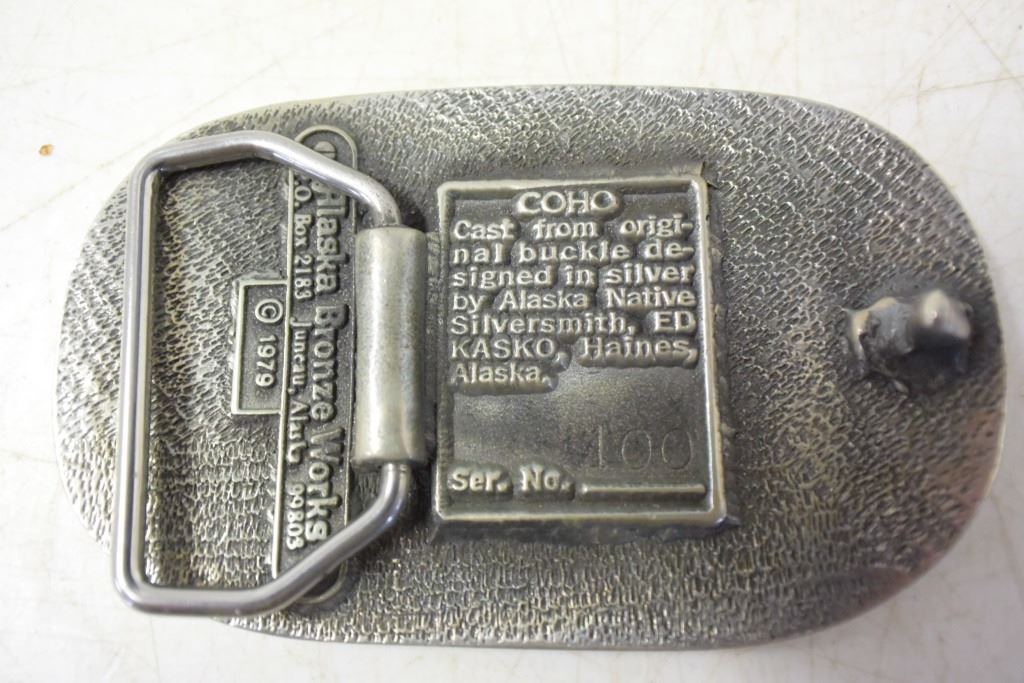 COHO
Cast from origi-
nal buckle de-
signed in silver
by Alaska Native
Silversmith, ED
KASKO, Haines,
Alaska.
100
Ser. No.
Alaska Bronze Works
P.O. Box 2183 Juneau, Alaska 99803
© 1979